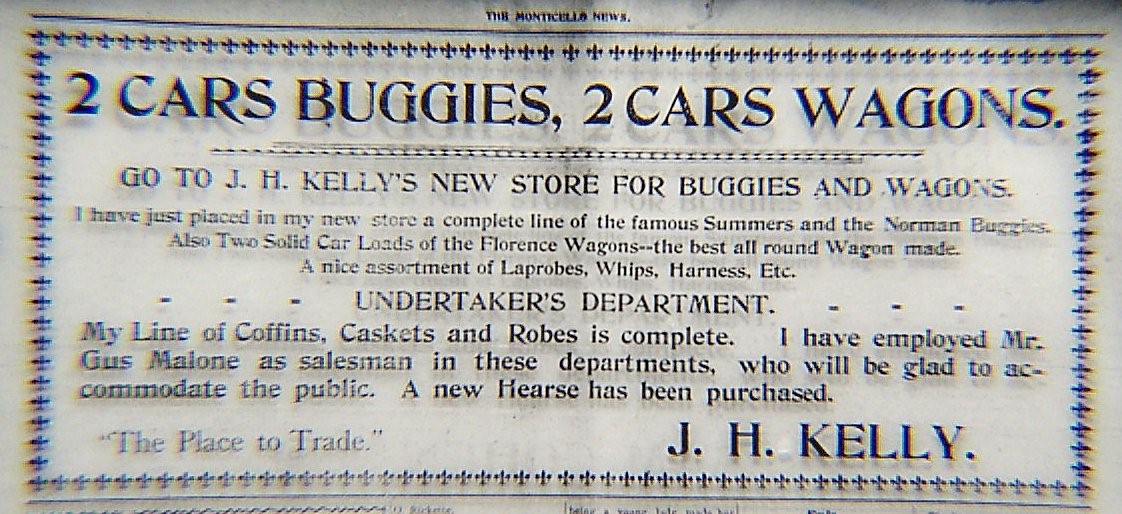 THE MONTICELLO NEWS.
2 CARS BUGGIES, 2 CARS WAGONS.
GO TO J. H. KELLY'S NEW STORE FOR BUGGIES AND WAGONS.
I have just placed in my new store a complete line of the famous Summers and the Norman Buggies.
Also Two Solid Car Loads of the Florence Wagons--the best all round Wagon made.
A nice assortment of Laprobes, Whips, Harness, Etc.
- - - UNDERTAKER'S DEPARTMENT. - - -
My Line of Coffins, Caskets and Robes is complete. I have employed Mr.
Gus Malone as salesman in these departments, who will be glad to ac-
commodate the public. A new Hearse has been purchased.
"The Place to Trade." J. H. KELLY.